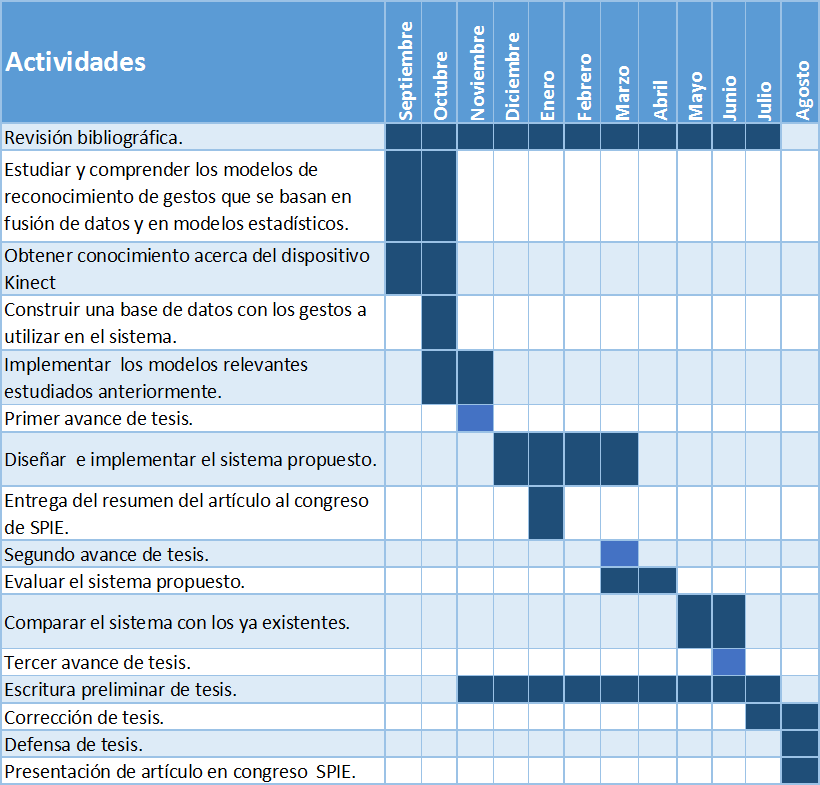 Actividades
Septiembre
Octubre
Noviembre
Diciembre
Enero
Febrero
Marzo
Abril
Mayo
Junio
Julio
Agosto
Revisión bibliográfica.
Estudiar y comprender los modelos de
reconocimiento de gestos que se basan en
fusión de datos y en modelos estadísticos.
Obtener conocimiento acerca del dispositivo
Kinect
Construir una base de datos con los gestos a
utilizar en el sistema.
Implementar los modelos relevantes
estudiados anteriormente.
Primer avance de tesis.
Diseñar e implementar el sistema propuesto.
Entrega del resumen del artículo al congreso
de SPIE.
Segundo avance de tesis.
Evaluar el sistema propuesto.
Comparar el sistema con los ya existentes.
Tercer avance de tesis.
Escritura preliminar de tesis.
Corrección de tesis.
Defensa de tesis.
Presentación de artículo en congreso SPIE.